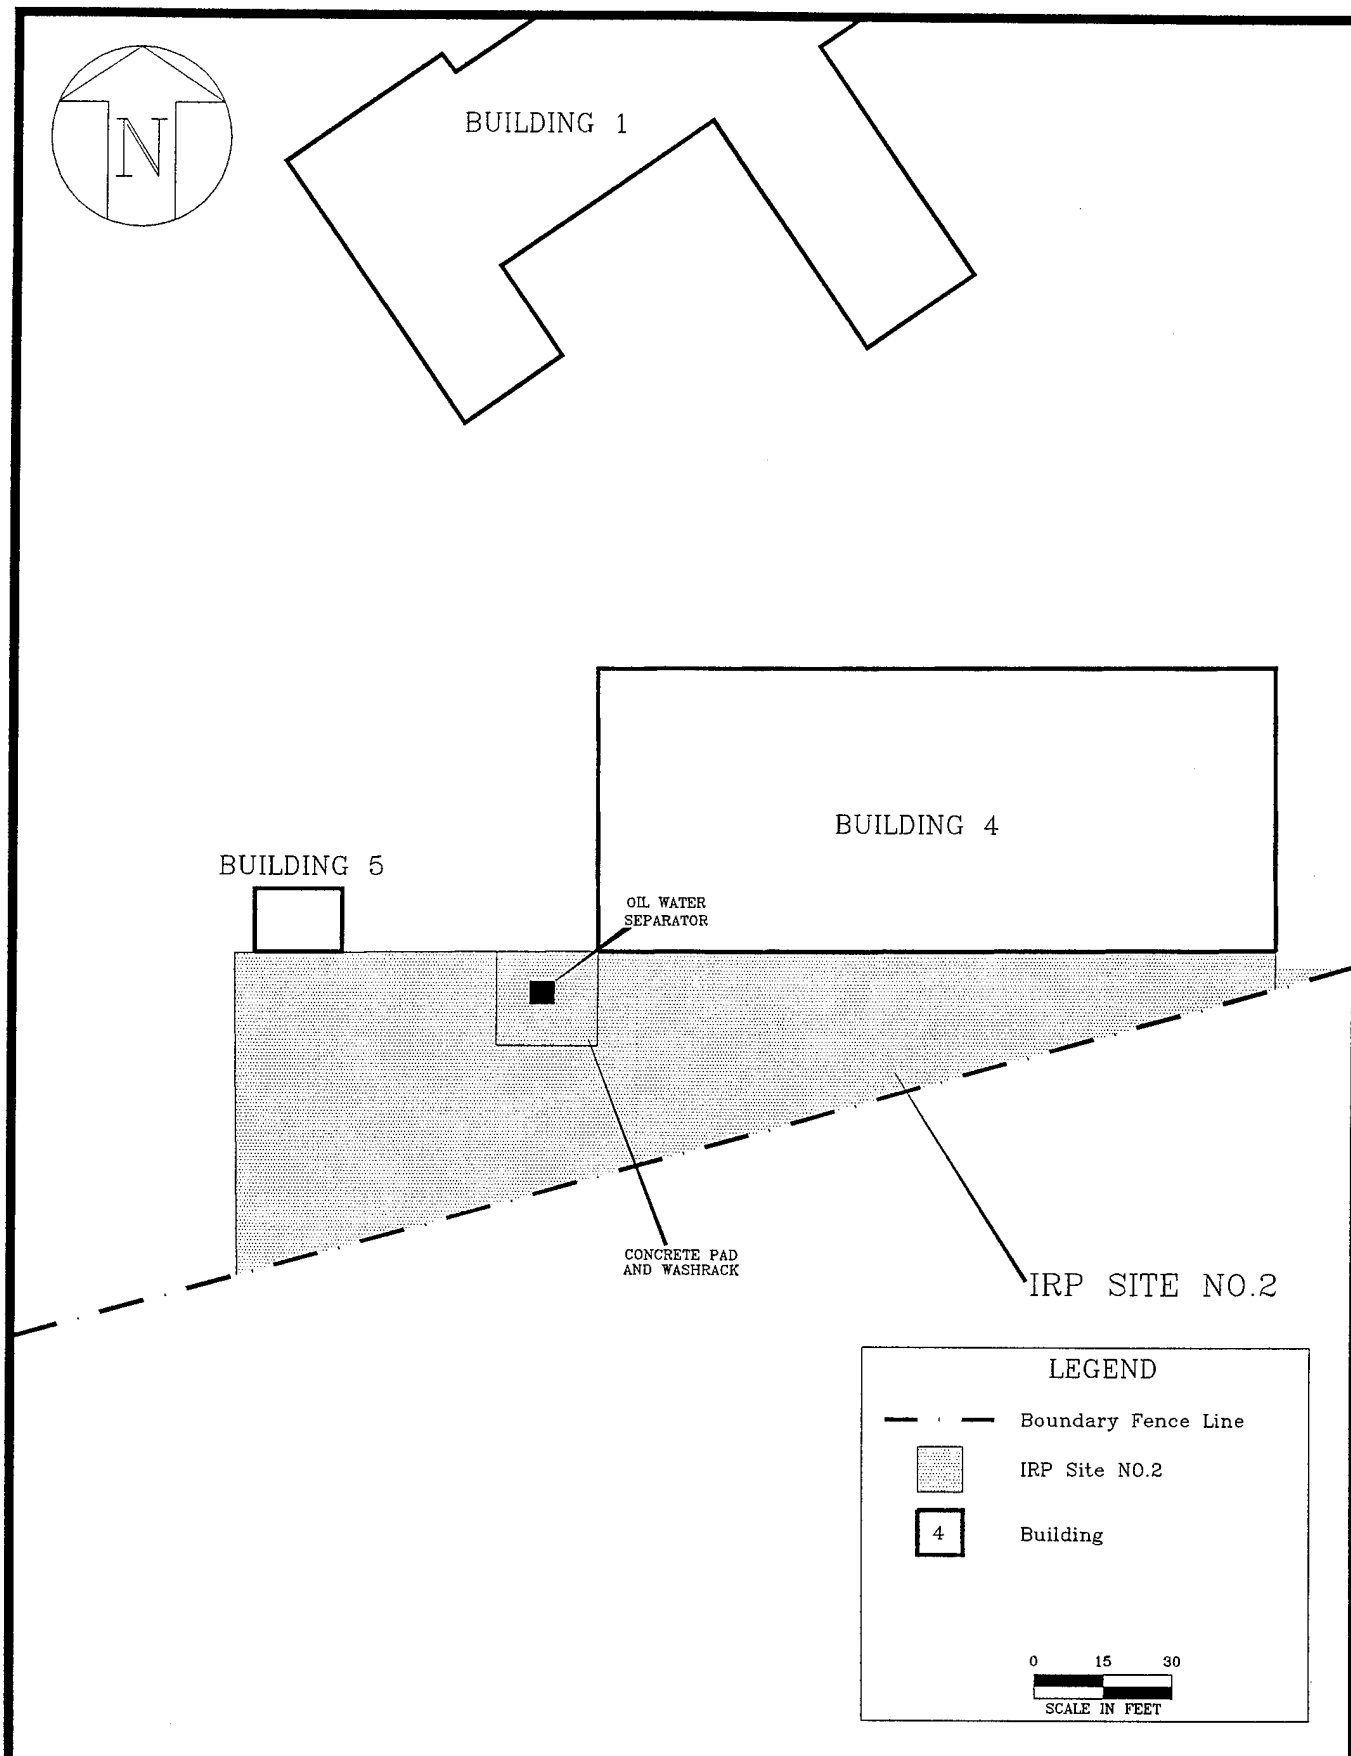 N
BUILDING 1
BUILDING 4
BUILDING 5
OIL WATER
SEPARATOR
CONCRETE PAD
AND WASHRACK
IRP SITE NO.2
LEGEND
Boundary Fence Line
IRP Site NO.2
4 Building
0 15 30
SCALE IN FEET